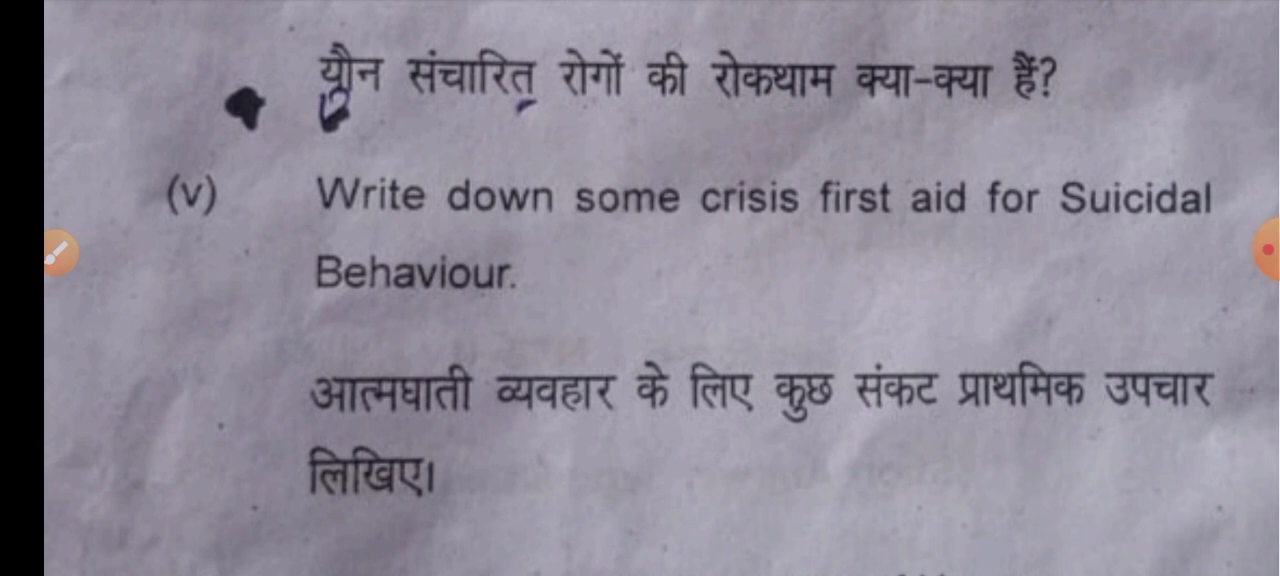 यौन संचारित रोगों की रोकथाम क्या-क्या हैं?
(v) Write down some crisis first aid for Suicidal
Behaviour.
आत्मघाती व्यवहार के लिए कुछ संकट प्राथमिक उपचार
लिखिए।